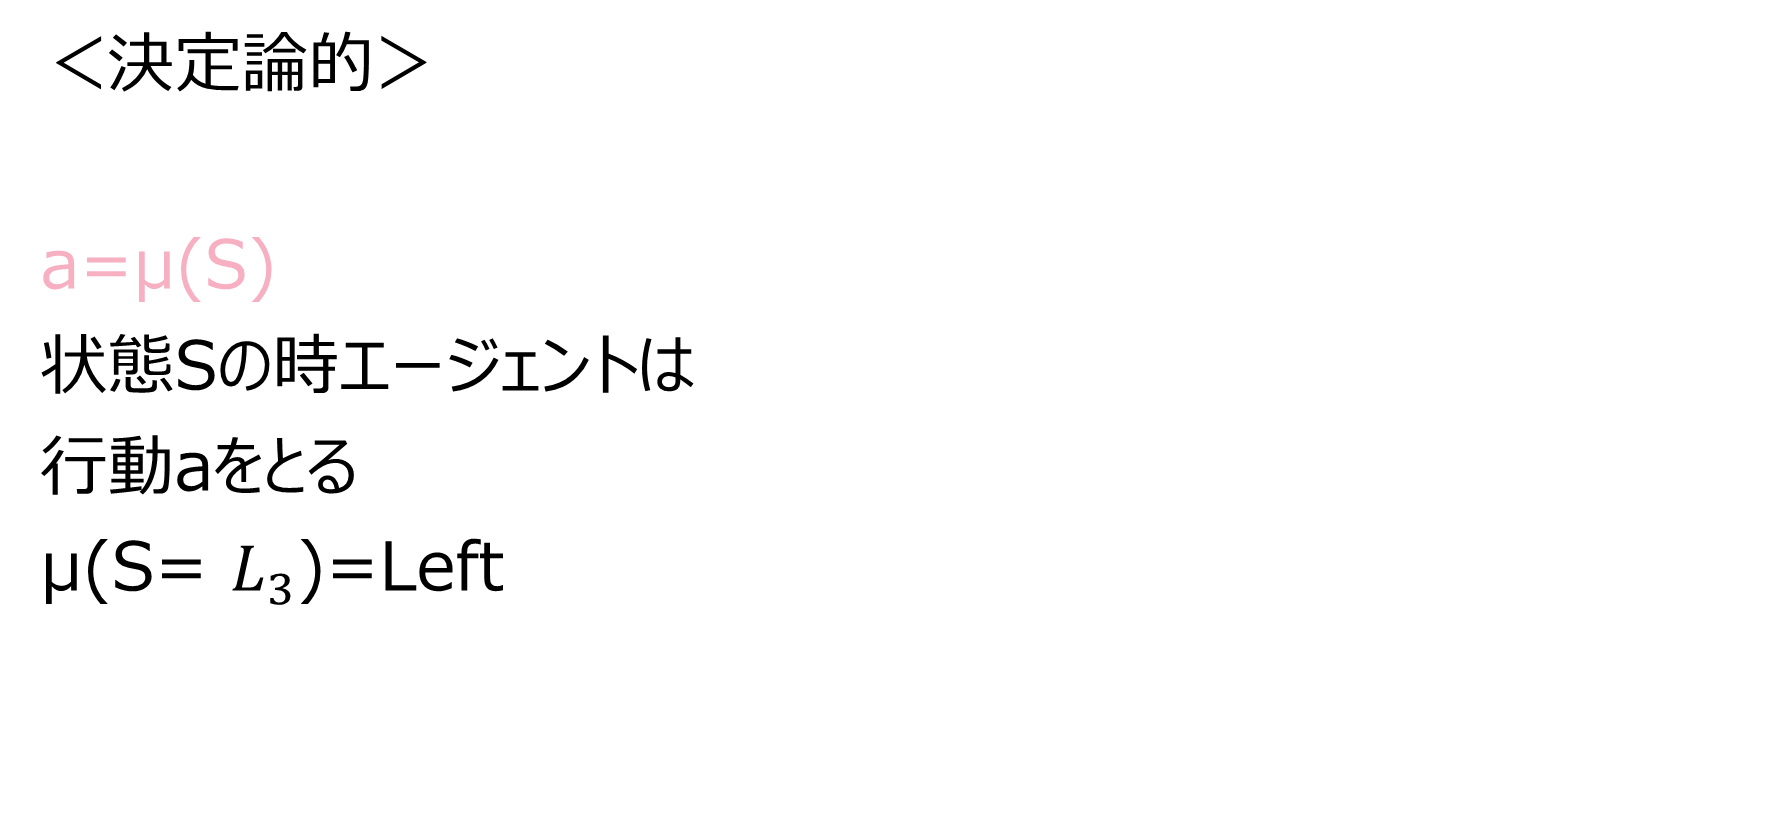 ＜決定論的＞
a=μ(S)
状態Sの時エージェントは
行動aをとる
μ(S= 𝐿₃)=Left